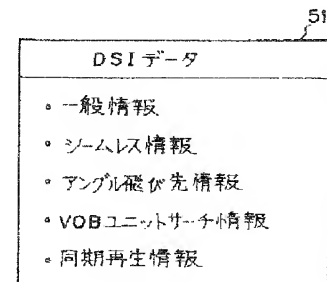 DSIデータ
・一般情報
・シームレス情報
・アングル飛び先情報
・VOBユニットサーチ情報
・同期再生情報